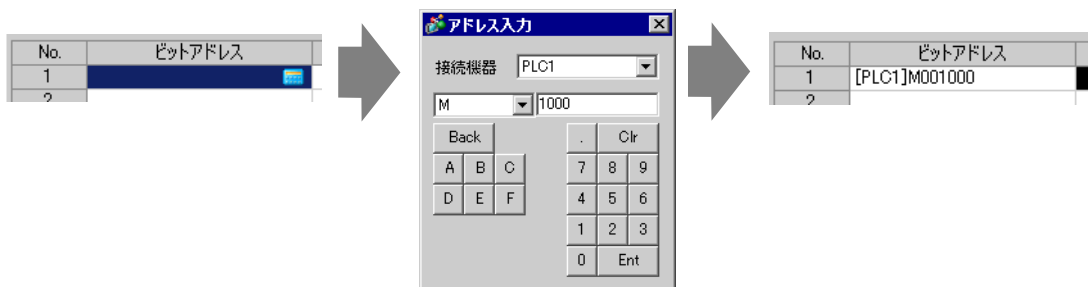 No. ビットアドレス
1
2
アドレス入力
接続機器 PLC1
M 1000
Back . Clr
A B C 7 8 9
D E F 4 5 6
1 2 3
0 Ent
No. ビットアドレス
1 [PLC1]M001000
2